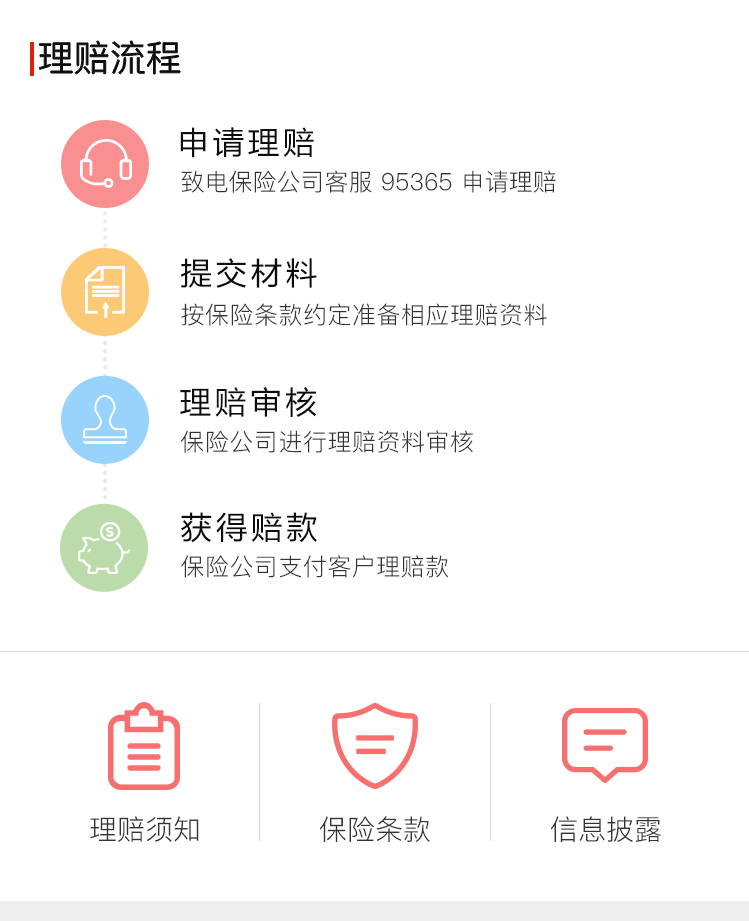 理赔流程
申请理赔
致电保险公司客服 95365 申请理赔
提交材料
按保险条款约定准备相应理赔资料
理赔审核
保险公司进行理赔资料审核
获得赔款
保险公司支付客户理赔款
理赔须知
保险条款
信息披露